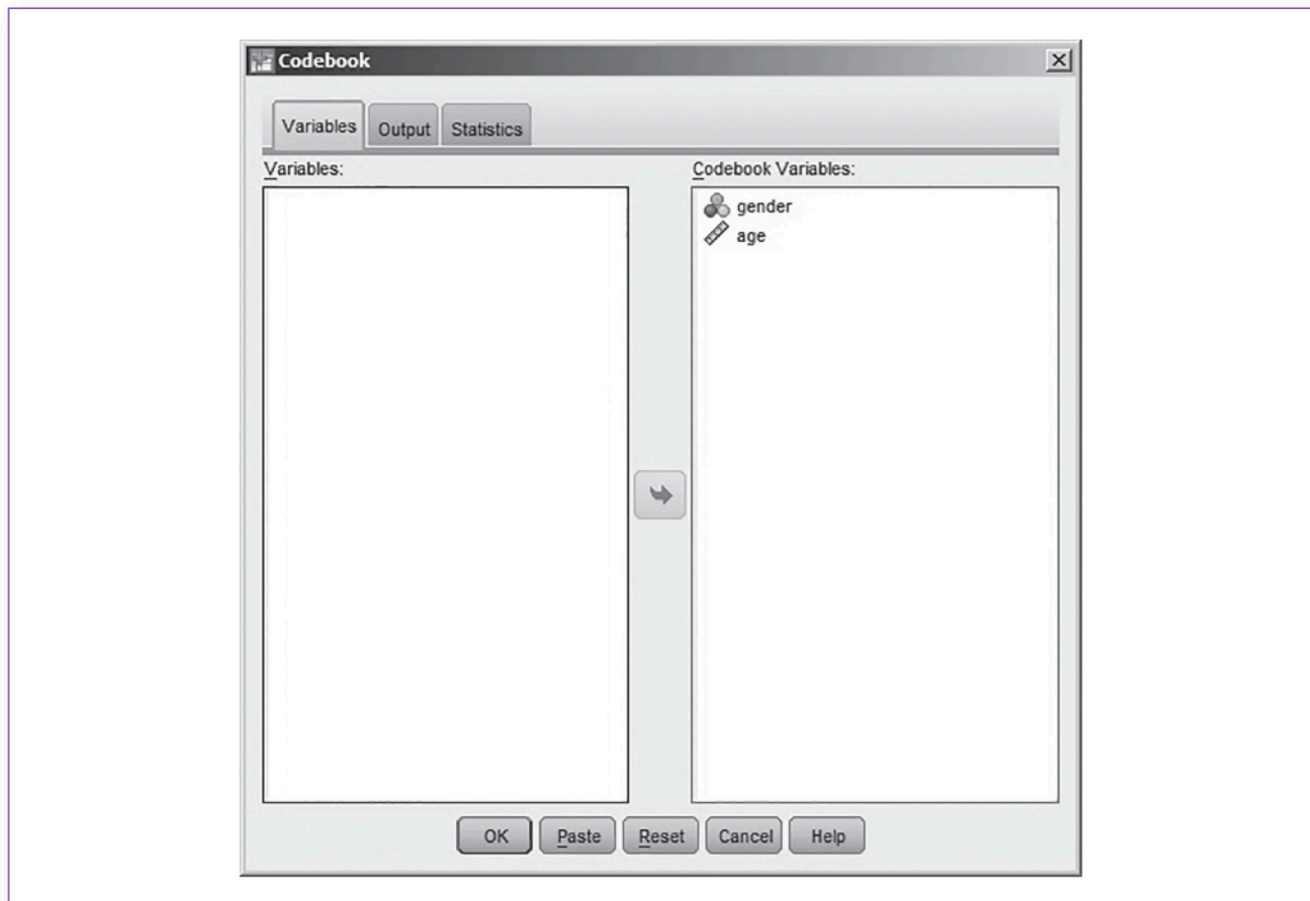 Codebook
Variables Output Statistics
Variables:
Codebook Variables:
gender
age
OK Paste Reset Cancel Help